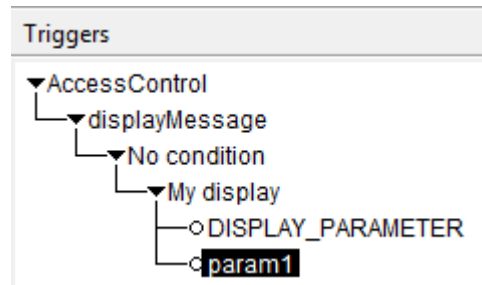 Triggers
AccessControl
displayMessage
No condition
My display
DISPLAY_PARAMETER
param1